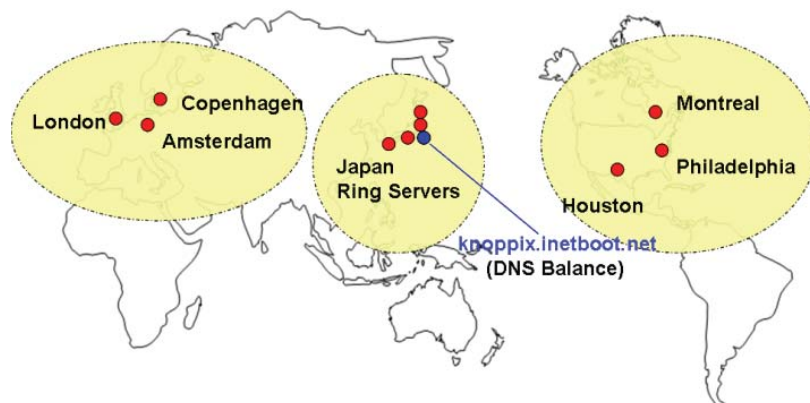 Copenhagen
London
Amsterdam
Japan
Ring Servers
knoppix.inetboot.net
(DNS Balance)
Montreal
Philadelphia
Houston